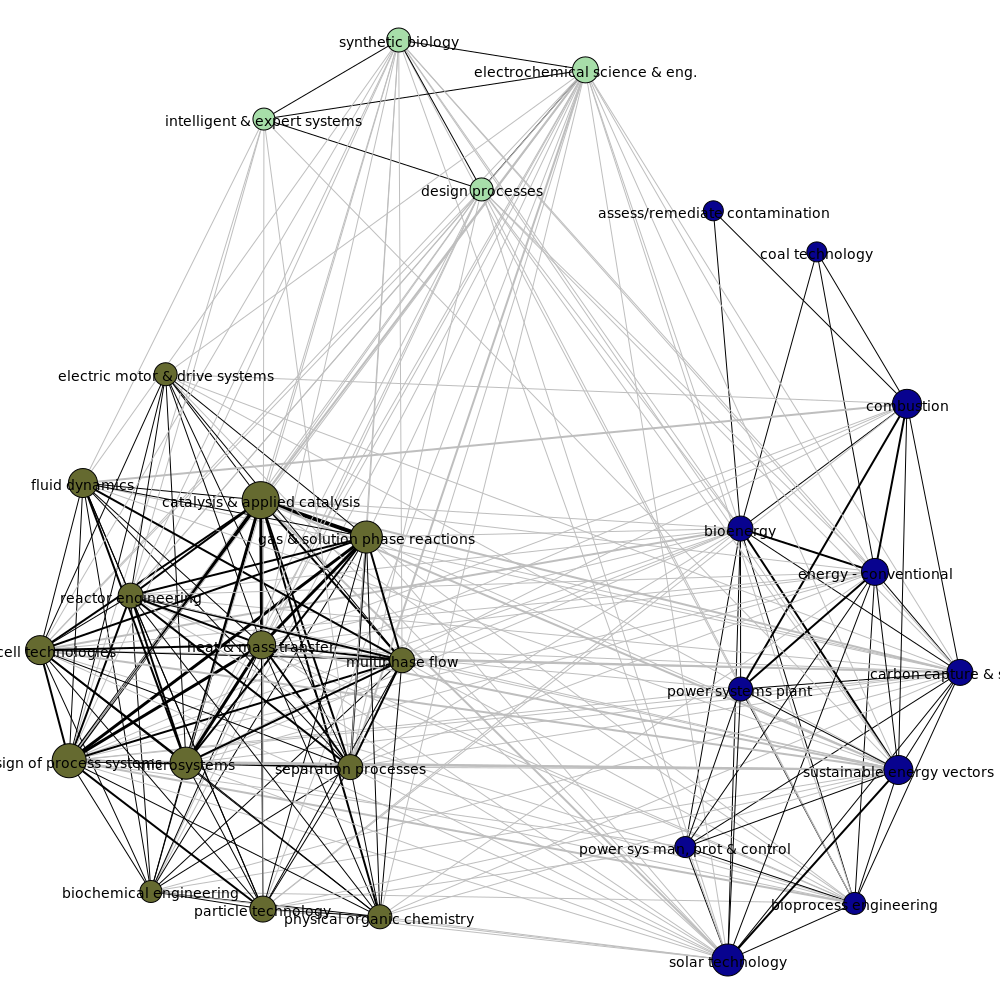 synthetic biology
electrochemical science & eng.
intelligent & expert systems
design processes
assess/remediate contamination
coal technology
electric motor & drive systems
combustion
fluid dynamics
catalysis & applied catalysis
bioenergy
gas & solution phase reactions
energy - conventional
reactor engineering
heat & mass transfer
cell technologies
multiphase flow
carbon capture & s
power systems plant
sign of process systems
microsystems
separation processes
sustainable energy vectors
power sys man, prot & control
biochemical engineering
bioprocess engineering
particle technology
physical organic chemistry
solar technology